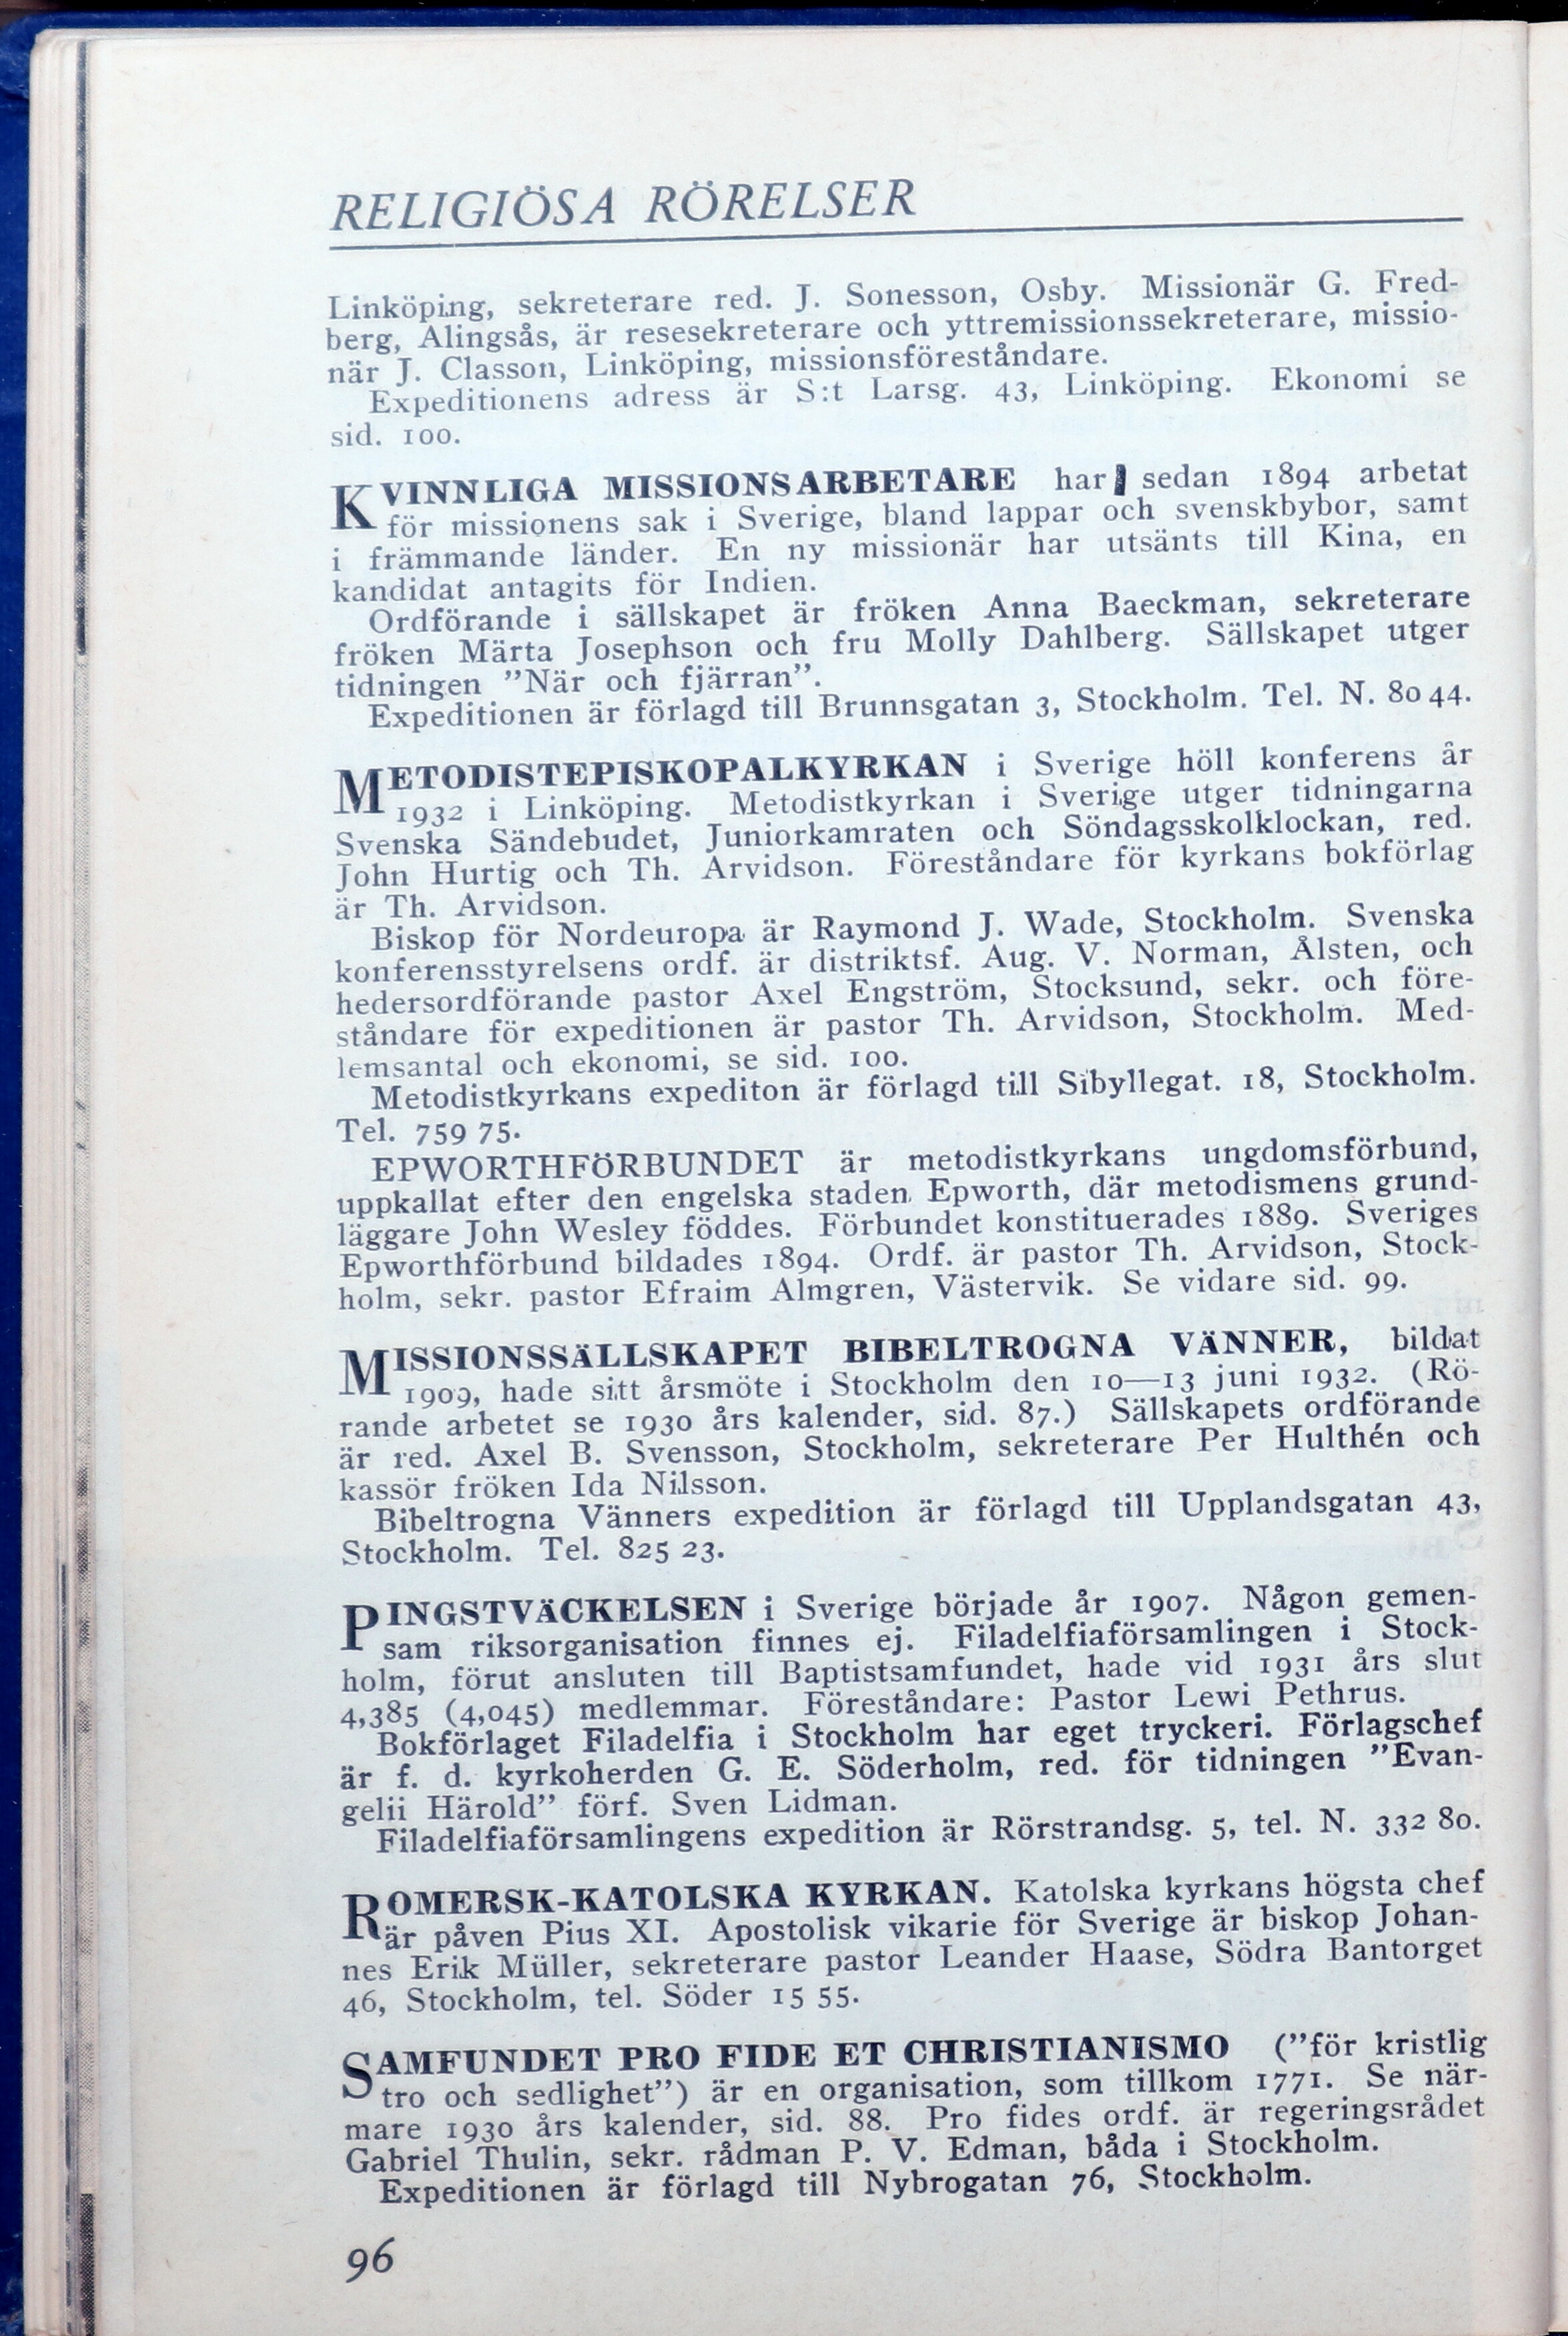 RELIGIÖSA RÖRELSER
Linköping, sekreterare red. J. Sonesson, Osby. Missionär G. Fred-
berg, Alingsås, är resesekreterare och yttremissionssekreterare, missio-
när J. Classon, Linköping, missionsföreståndare.
Expeditionens adress är S:t Larsg. 43, Linköping. Ekonomi se
sid. 100.
KVINNLIGA MISSIONSARBETARE har sedan 1894 arbetat
för missionens sak i Sverige, bland lappar och svenskbybor, samt
i främmande länder. En ny missionär har utsänts till Kina, en
kandidat antagits för Indien.
Ordförande i sällskapet är fröken Anna Baeckman, sekreterare
fröken Märta Josephson och fru Molly Dahlberg. Sällskapet utger
tidningen ”När och fjärran”.
Expeditionen är förlagd till Brunnsgatan 3, Stockholm. Tel. N. 80 44.
METODISTEPISKOPALKYRKAN i Sverige höll konferens år
1932 i Linköping. Metodistkyrkan i Sverige utger tidningarna
Svenska Sändebudet, Juniorkamraten och Söndagsskolklockan, red.
John Hurtig och Th. Arvidson. Föreståndare för kyrkans bokförlag
är Th. Arvidson.
Biskop för Nordeuropa är Raymond J. Wade, Stockholm. Svenska
konferensstyrelsens ordf. är distriktsf. Aug. V. Norman, Ålsten, och
hedersordförande pastor Axel Engström, Stocksund, sekr. och före-
ståndare för expeditionen är pastor Th. Arvidson, Stockholm. Med-
lemsantal och ekonomi, se sid. 100.
Metodistkyrkans expediton är förlagd till Sibyllegat. 18, Stockholm.
Tel. 759 75.
EPWORTHFÖRBUNDET är metodistkyrkans ungdomsförbund,
uppkallat efter den engelska staden Epworth, där metodismens grund-
läggare John Wesley föddes. Förbundet konstituerades 1889. Sveriges
Epworthförbund bildades 1894. Ordf. är pastor Th. Arvidson, Stock-
holm, sekr. pastor Efraim Almgren, Västervik. Se vidare sid. 99.
MISSIONSSÄLLSKAPET BIBELTROGNA VÄNNER, bildat
1909, hade sitt årsmöte i Stockholm den 10—13 juni 1932. (Rö-
rande arbetet se 1930 års kalender, sid. 87.) Sällskapets ordförande
är red. Axel B. Svensson, Stockholm, sekreterare Per Hulthén och
kassör fröken Ida Nilsson.
Bibeltrogna Vänners expedition är förlagd till Upplandsgatan 43,
Stockholm. Tel. 825 23.
PINGSTVÄCKELSEN i Sverige började år 1907. Någon gemen-
sam riksorganisation finnes ej. Filadelfiaförsamlingen i Stock-
holm, förut ansluten till Baptistsamfundet, hade vid 1931 års slut
4,385 (4,045) medlemmar. Föreståndare: Pastor Lewi Pethrus.
Bokförlaget Filadelfia i Stockholm har eget tryckeri. Förlagschef
är f. d. kyrkoherden G. E. Söderholm, red. för tidningen ”Evan-
gelii Härold” förf. Sven Lidman.
Filadelfiaförsamlingens expedition är Rörstrandsg. 5, tel. N. 332 80.
ROMERSK-KATOLSKA KYRKAN. Katolska kyrkans högsta chef
är påven Pius XI. Apostolisk vikarie för Sverige är biskop Johan-
nes Erik Müller, sekreterare pastor Leander Haase, Södra Bantorget
46, Stockholm, tel. Söder 15 55.
SAMFUNDET PRO FIDE ET CHRISTIANISMO (”för kristlig
tro och sedlighet”) är en organisation, som tillkom 1771. Se när-
mare 1930 års kalender, sid. 88. Pro fides ordf. är regeringsrådet
Gabriel Thulin, sekr. rådman P. V. Edman, båda i Stockholm.
Expeditionen är förlagd till Nybrogatan 76, Stockholm.
96